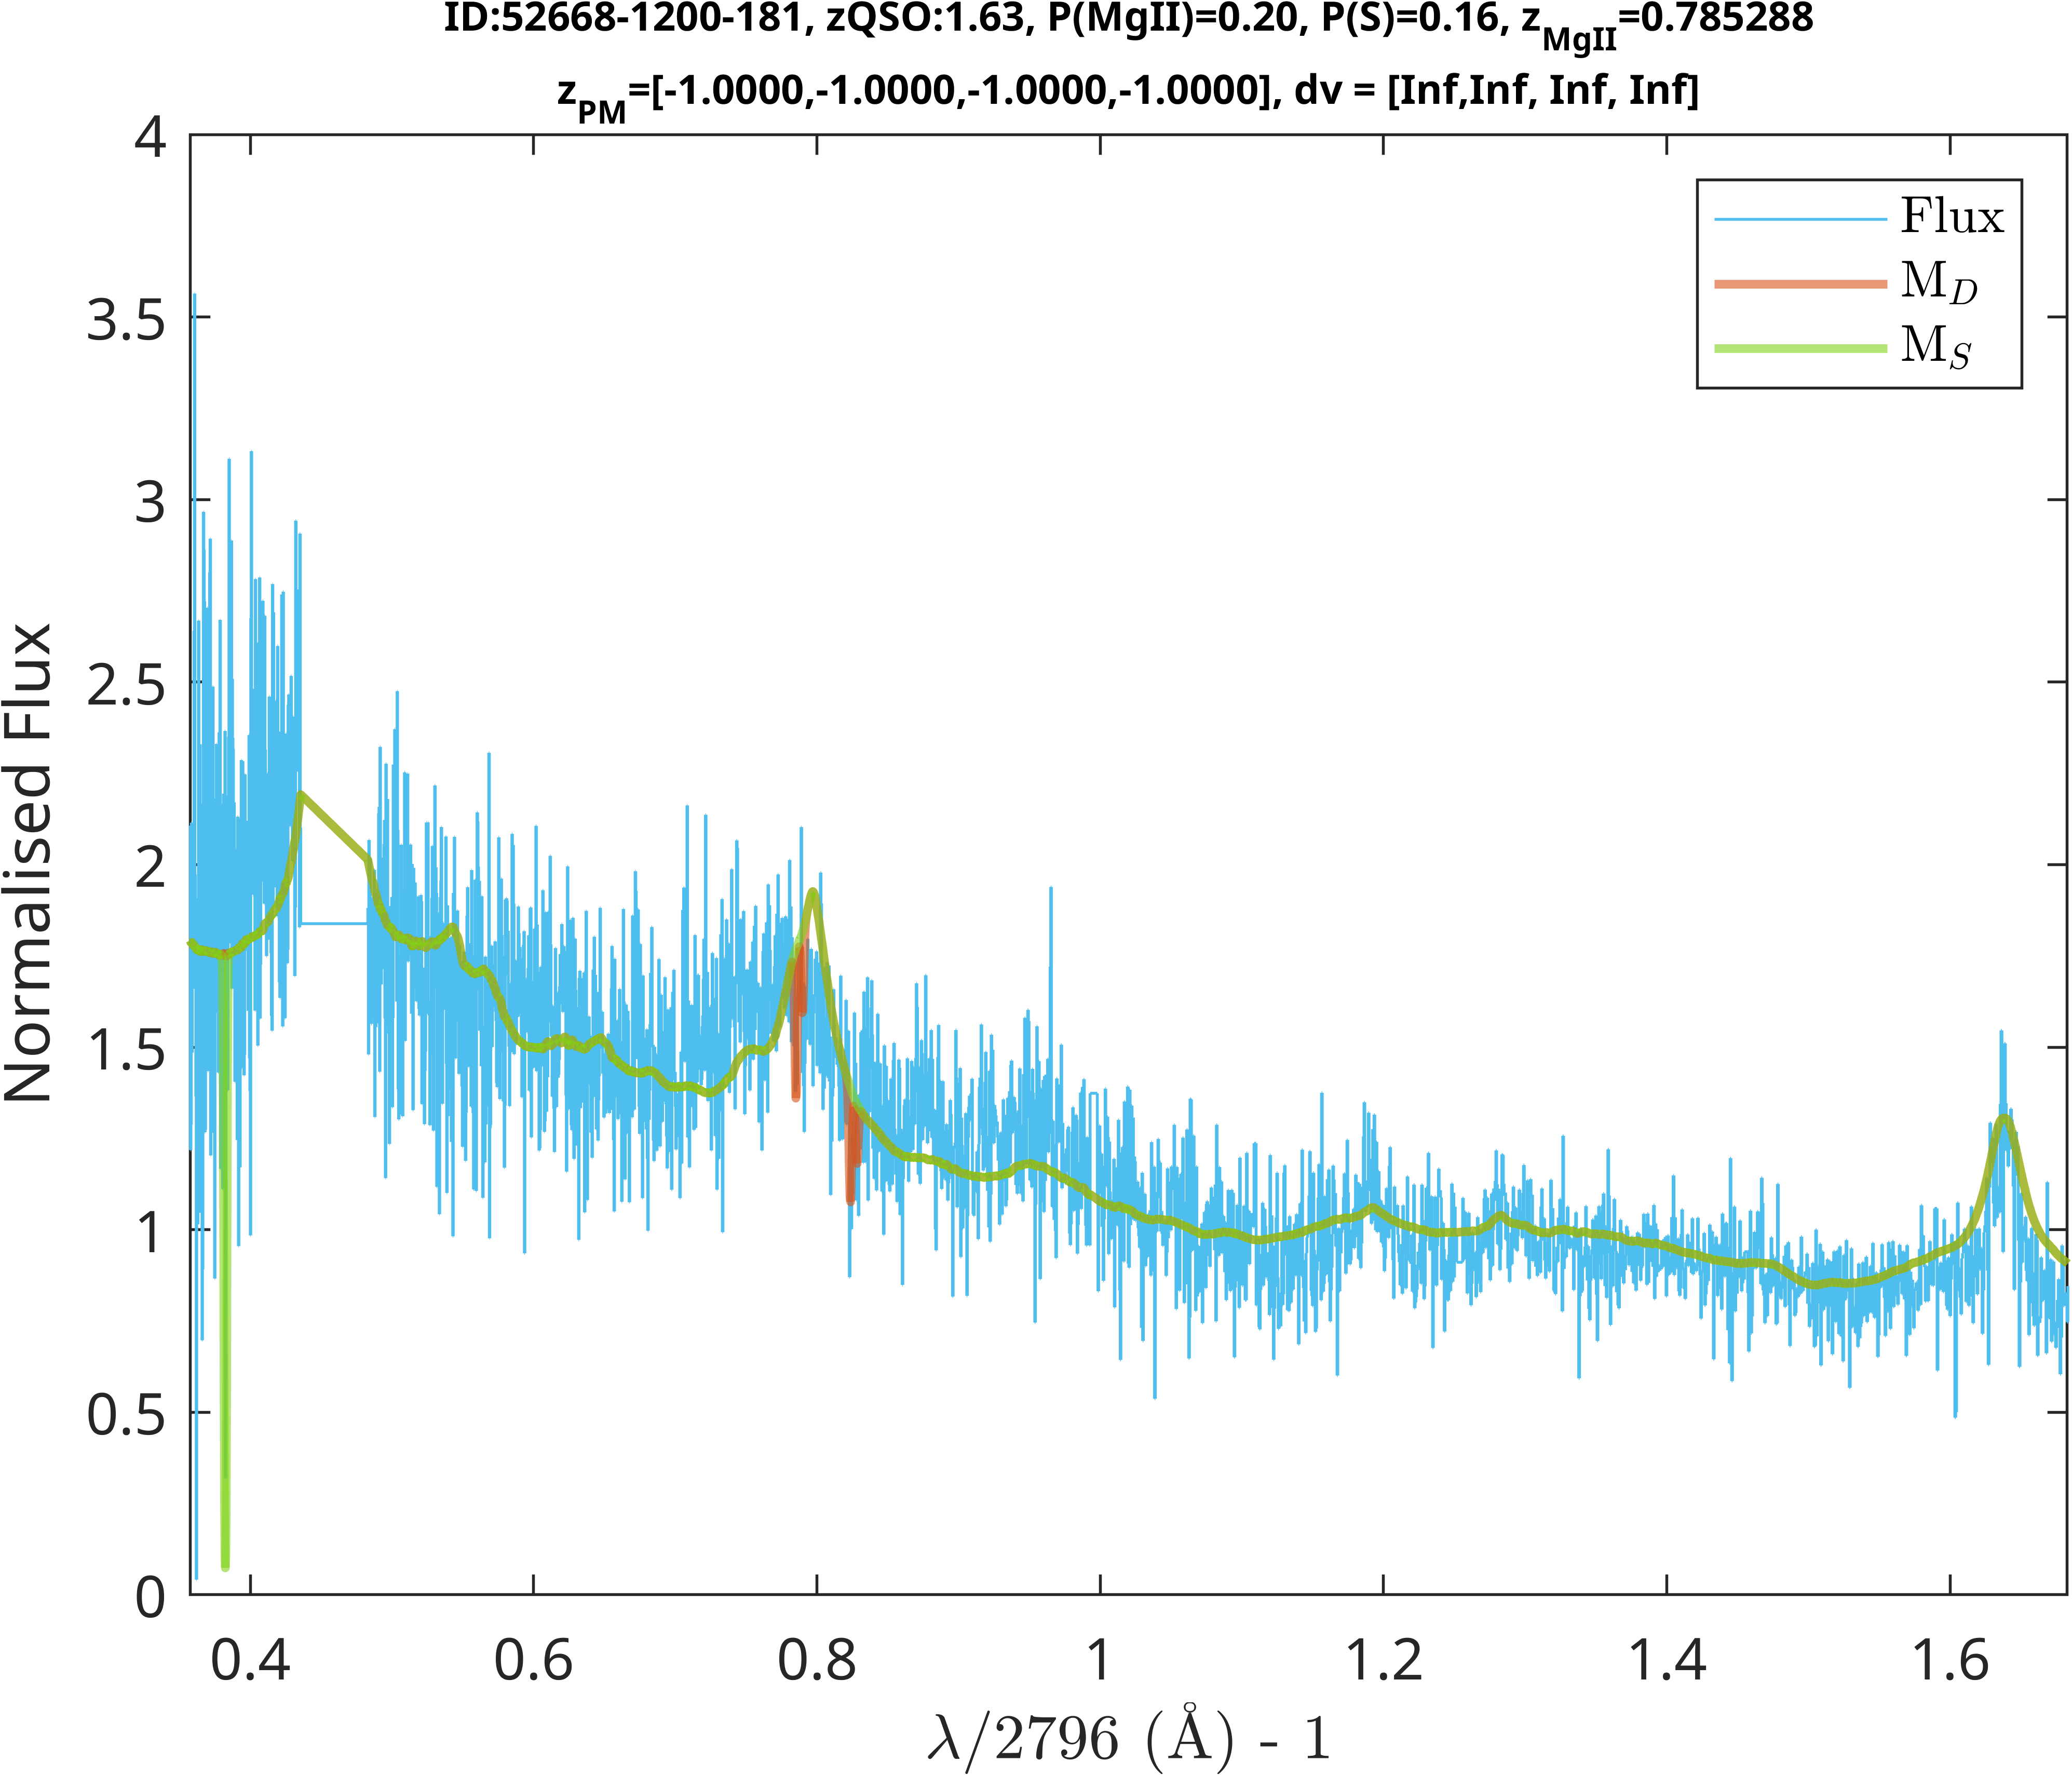 ID:52668-1200-181, zQSO:1.63, P(MgII)=0.20, P(S)=0.16, zMgII=0.785288
zPM=[-1.0000,-1.0000,-1.0000,-1.0000], dv = [Inf,Inf, Inf, Inf]
Flux
MD
MS
Normalised Flux
4
3.5
3
2.5
2
1.5
1
0.5
0
0.4 0.6 0.8 1 1.2 1.4 1.6
λ/2796 (Å) - 1